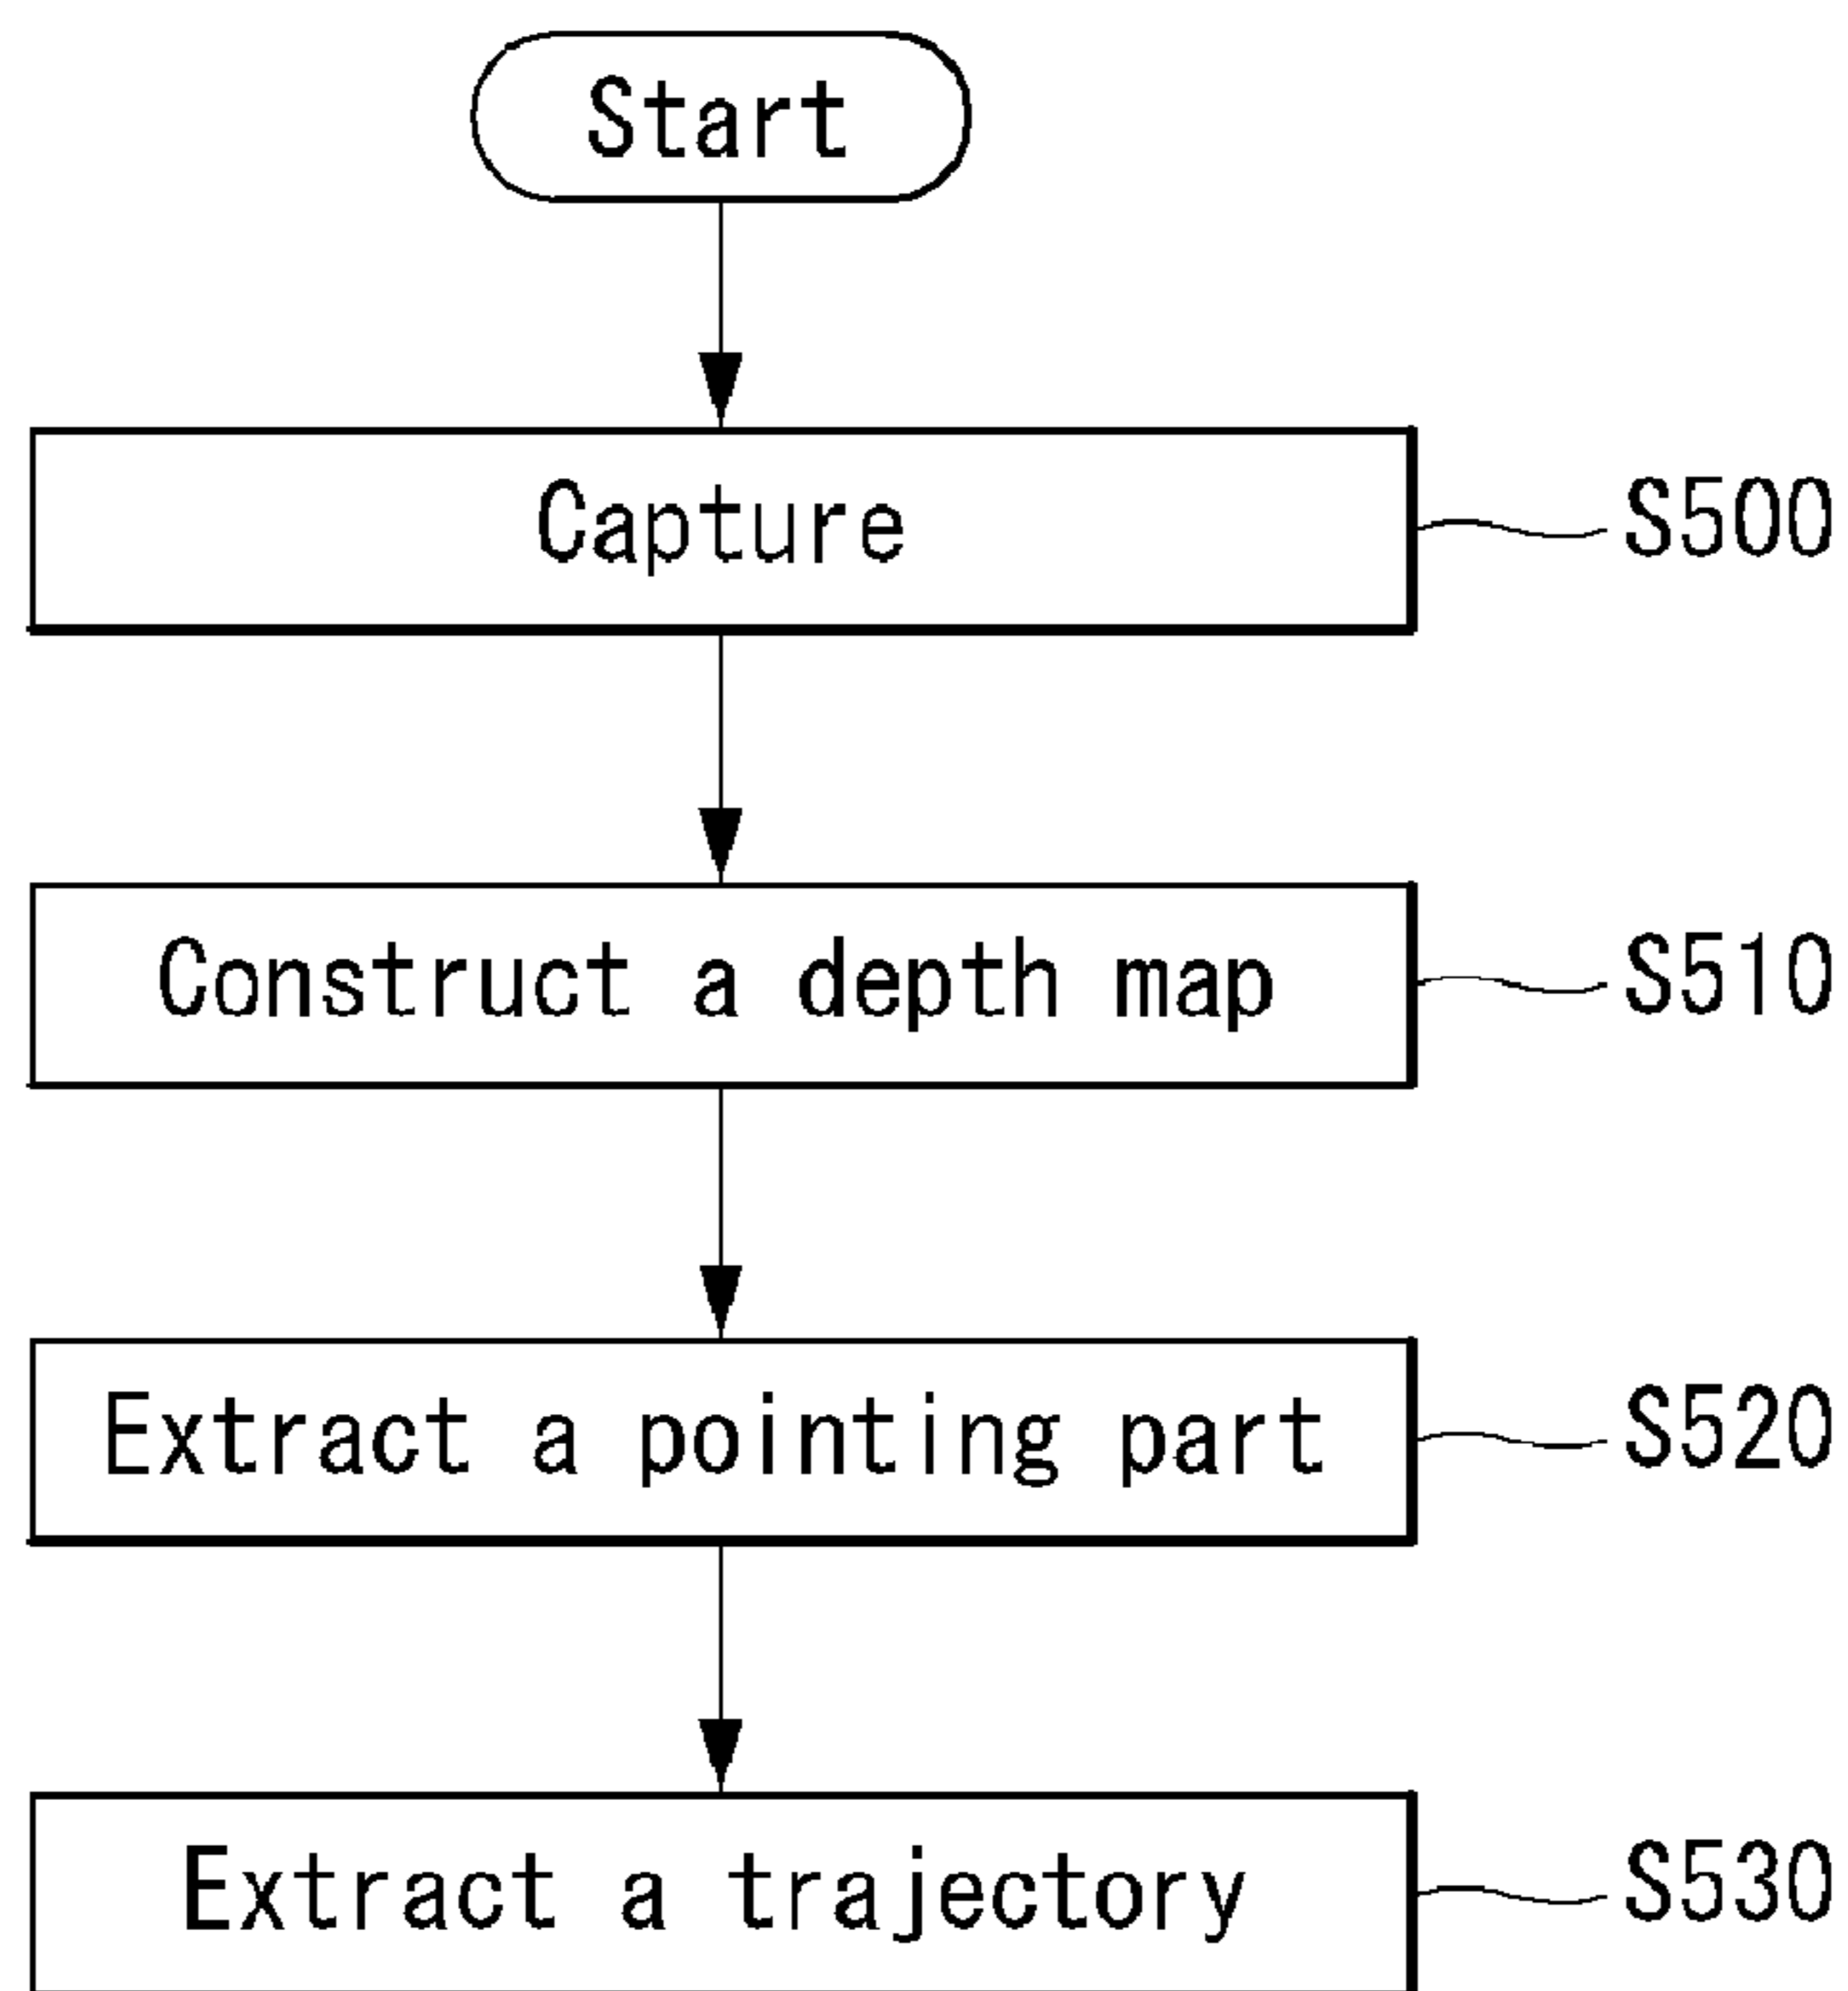 Start
Capture
S500
Construct a depth map
S510
Extract a pointing part
S520
Extract a trajectory
S530